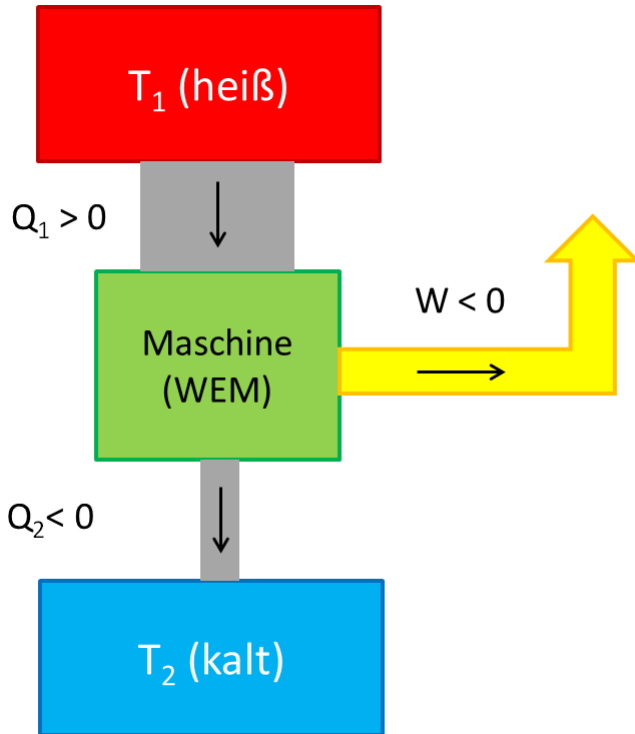 T₁ (heiß)
Q₁ > 0
W < 0
Maschine
(WEM)
Q₂< 0
T₂ (kalt)